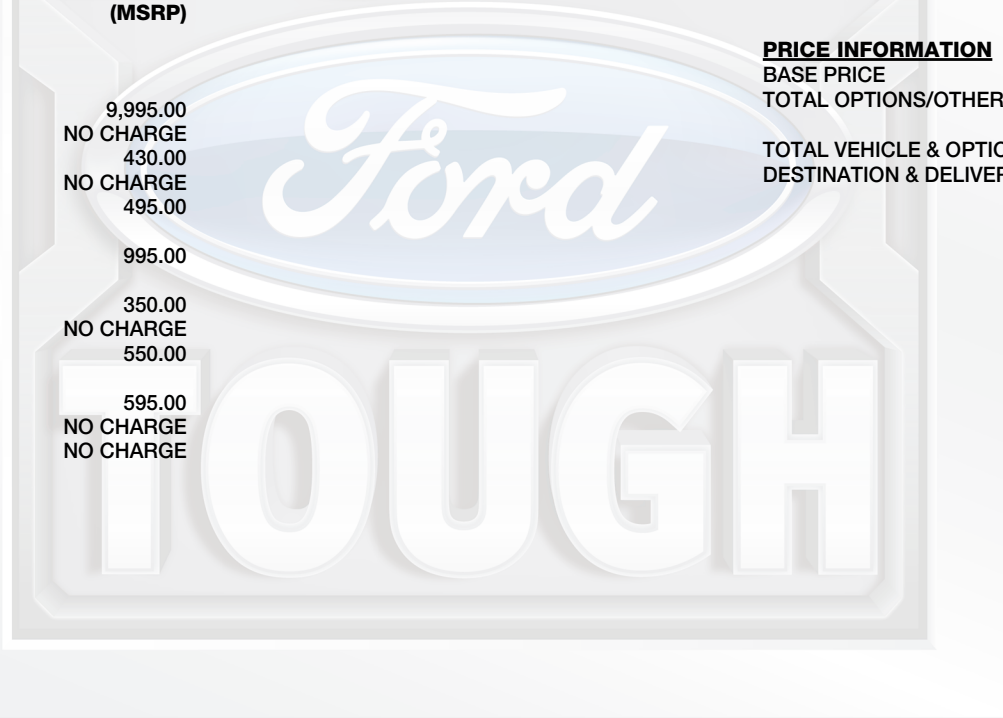 (MSRP)
9,995.00
NO CHARGE
430.00
NO CHARGE
495.00
995.00
350.00
NO CHARGE
550.00
595.00
NO CHARGE
NO CHARGE
PRICE INFORMATION
BASE PRICE
TOTAL OPTIONS/OTHER
TOTAL VEHICLE & OPTIO
DESTINATION & DELIVER
Ford
TOUGH